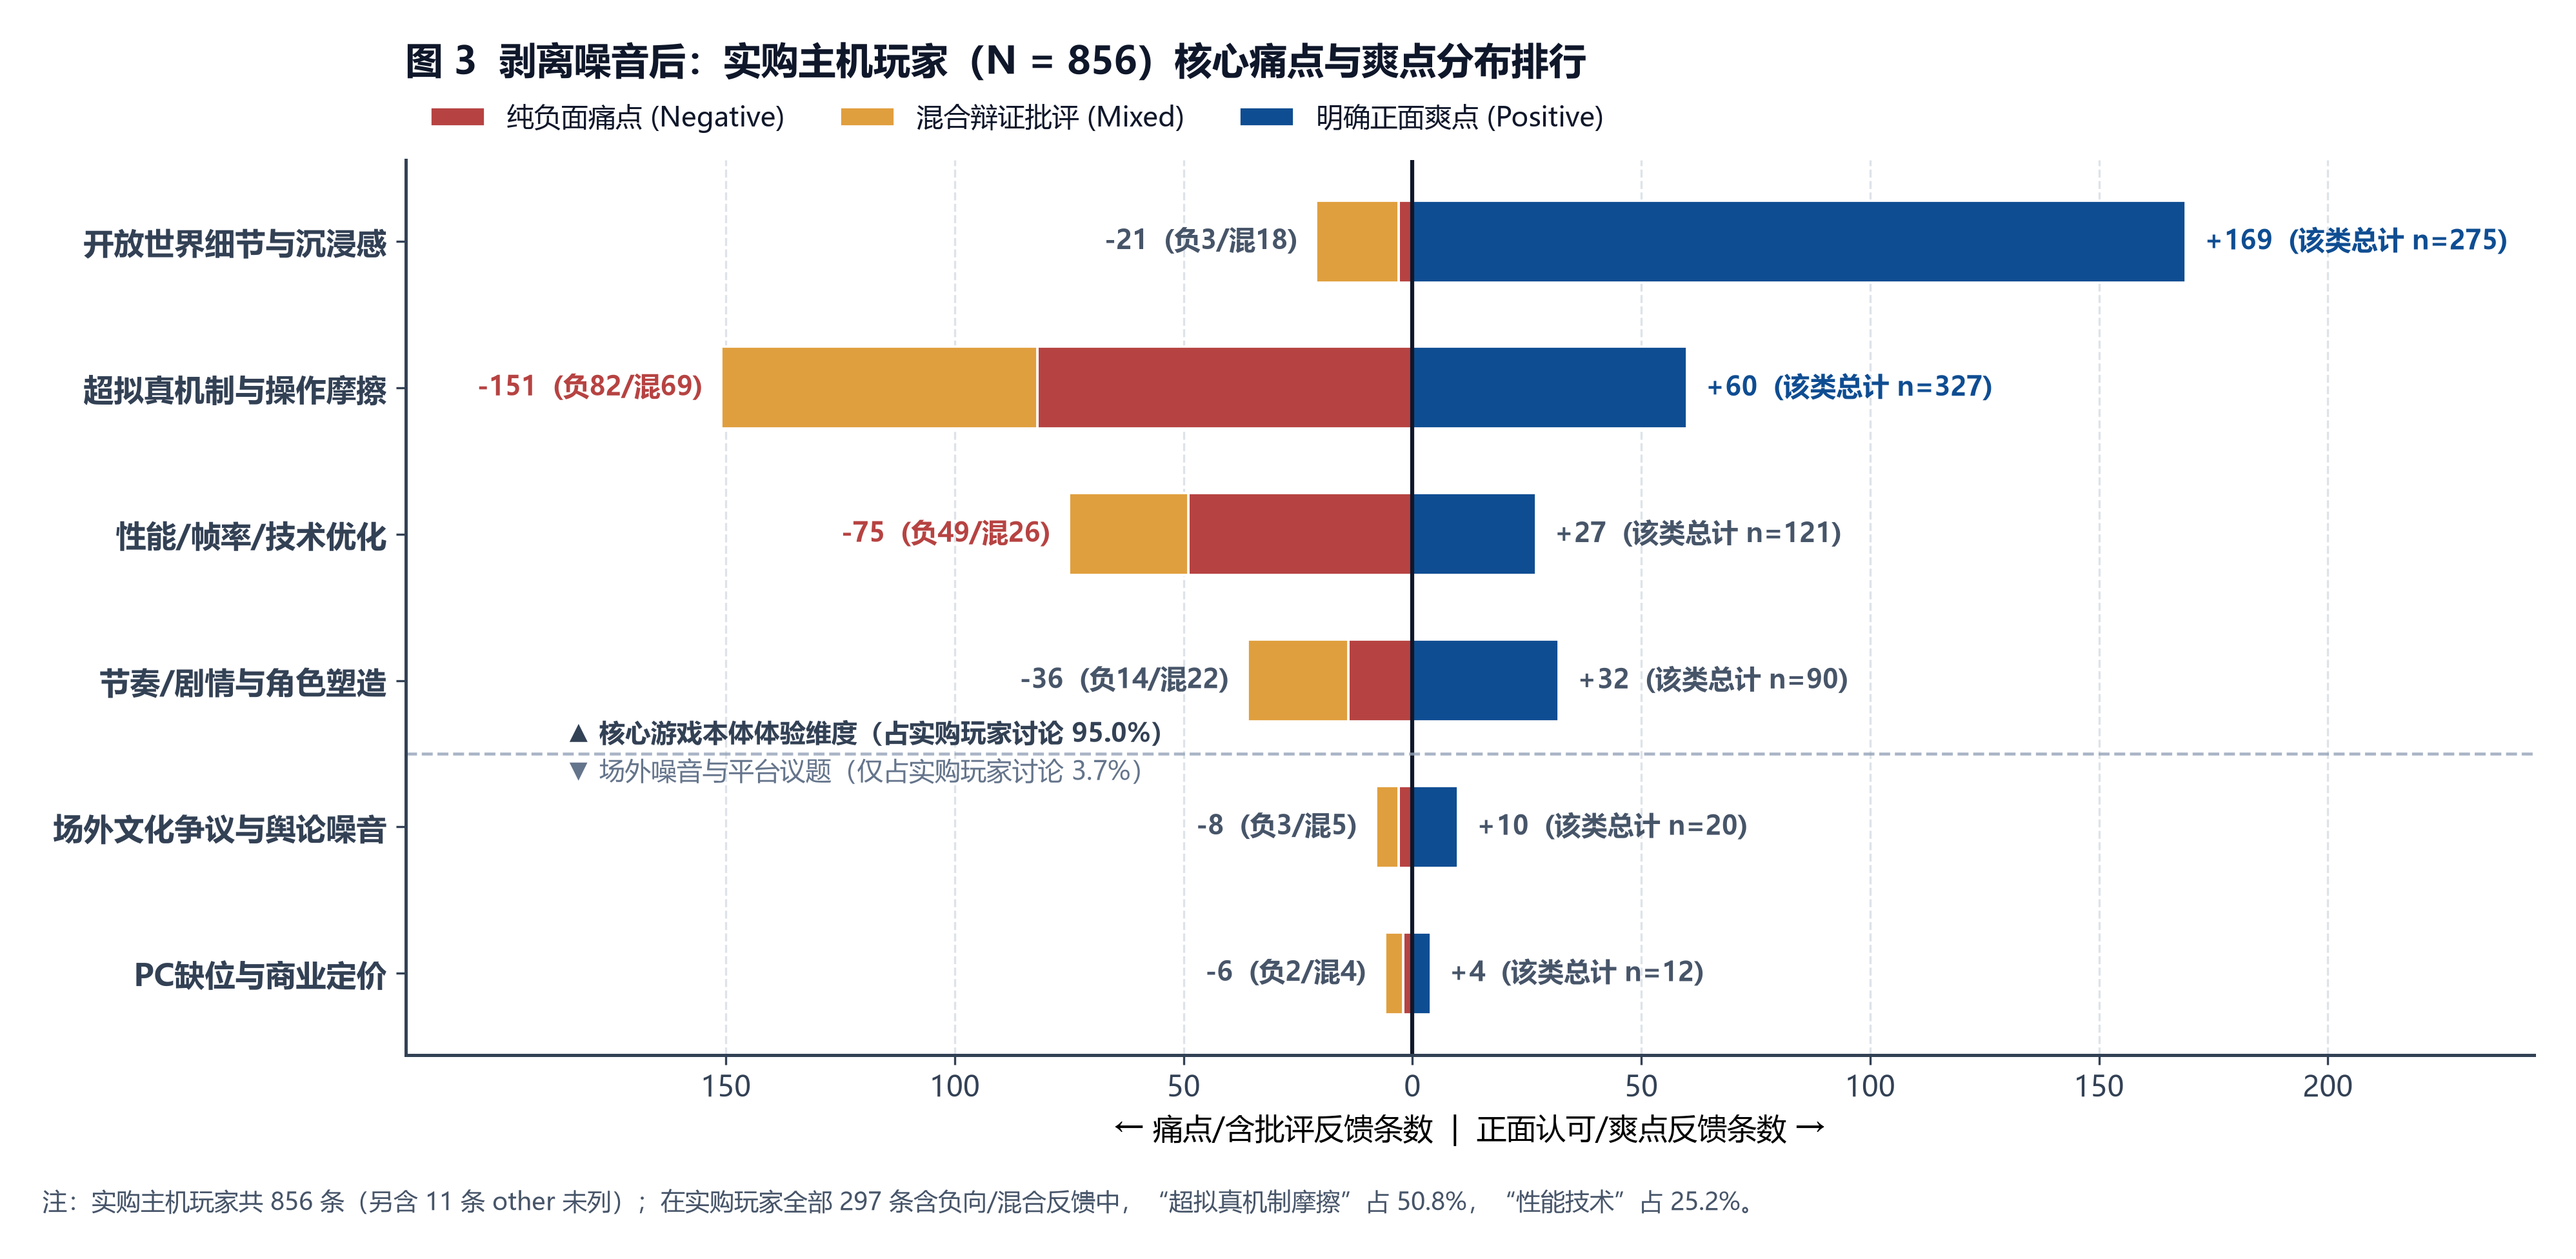 图 3 剥离噪音后：实购主机玩家（N = 856）核心痛点与爽点分布排行
纯负面痛点 (Negative) 混合辩证批评 (Mixed) 明确正面爽点 (Positive)
开放世界细节与沉浸感 -21 (负3/混18) +169 (该类总计 n=275)
超拟真机制与操作摩擦 -151 (负82/混69) +60 (该类总计 n=327)
性能/帧率/技术优化 -75 (负49/混26) +27 (该类总计 n=121)
节奏/剧情与角色塑造 -36 (负14/混22) +32 (该类总计 n=90)
▲ 核心游戏本体体验维度（占实购玩家讨论 95.0%）
▼ 场外噪音与平台议题（仅占实购玩家讨论 3.7%）
场外文化争议与舆论噪音 -8 (负3/混5) +10 (该类总计 n=20)
PC缺位与商业定价 -6 (负2/混4) +4 (该类总计 n=12)
150 100 50 0 50 100 150 200
← 痛点/含批评反馈条数 | 正面认可/爽点反馈条数 →
注：实购主机玩家共 856 条（另含 11 条 other 未列）；在实购玩家全部 297 条含负向/混合反馈中，“超拟真机制摩擦”占 50.8%，“性能技术”占 25.2%。